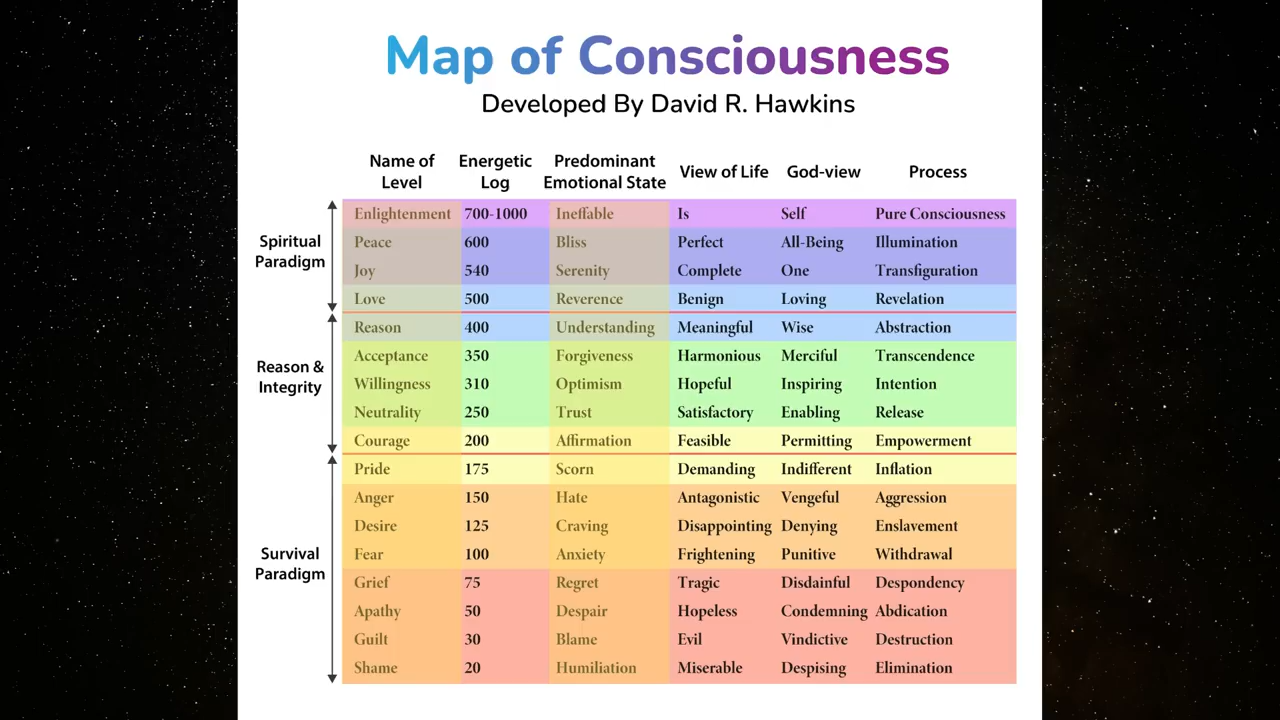 Map of Consciousness
Developed By David R. Hawkins
Name of Level Energetic Log Predominant Emotional State View of Life God-view Process
Spiritual Paradigm
Enlightenment 700-1000 Ineffable Is Self Pure Consciousness
Peace 600 Bliss Perfect All-Being Illumination
Joy 540 Serenity Complete One Transfiguration
Love 500 Reverence Benign Loving Revelation
Reason & Integrity
Reason 400 Understanding Meaningful Wise Abstraction
Acceptance 350 Forgiveness Harmonious Merciful Transcendence
Willingness 310 Optimism Hopeful Inspiring Intention
Neutrality 250 Trust Satisfactory Enabling Release
Courage 200 Affirmation Feasible Permitting Empowerment
Survival Paradigm
Pride 175 Scorn Demanding Indifferent Inflation
Anger 150 Hate Antagonistic Vengeful Aggression
Desire 125 Craving Disappointing Denying Enslavement
Fear 100 Anxiety Frightening Punitive Withdrawal
Grief 75 Regret Tragic Disdainful Despondency
Apathy 50 Despair Hopeless Condemning Abdication
Guilt 30 Blame Evil Vindictive Destruction
Shame 20 Humiliation Miserable Despising Elimination